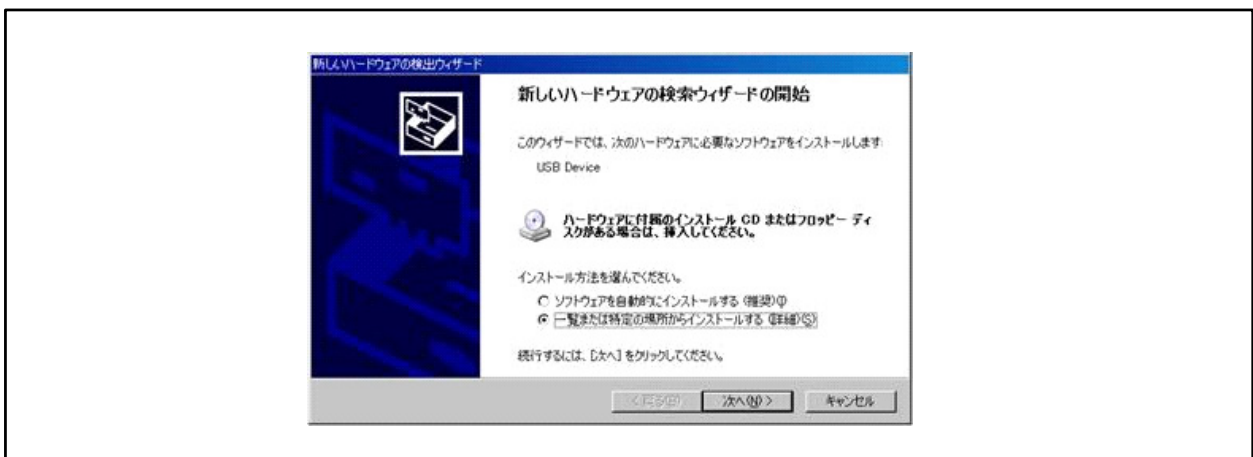 新しいハードウェアの検出ウィザード
新しいハードウェアの検索ウィザードの開始
このウィザードでは、次のハードウェアに必要なソフトウェアをインストールします:
USB Device
ハードウェアに付属のインストール CD またはフロッピー ディ
スクがある場合は、挿入してください。
インストール方法を選んでください。
ソフトウェアを自動的にインストールする (推奨)(I)
一覧または特定の場所からインストールする (詳細)(S)
続行するには、[次へ] をクリックしてください。
< 戻る(B)
次へ(N) >
キャンセル